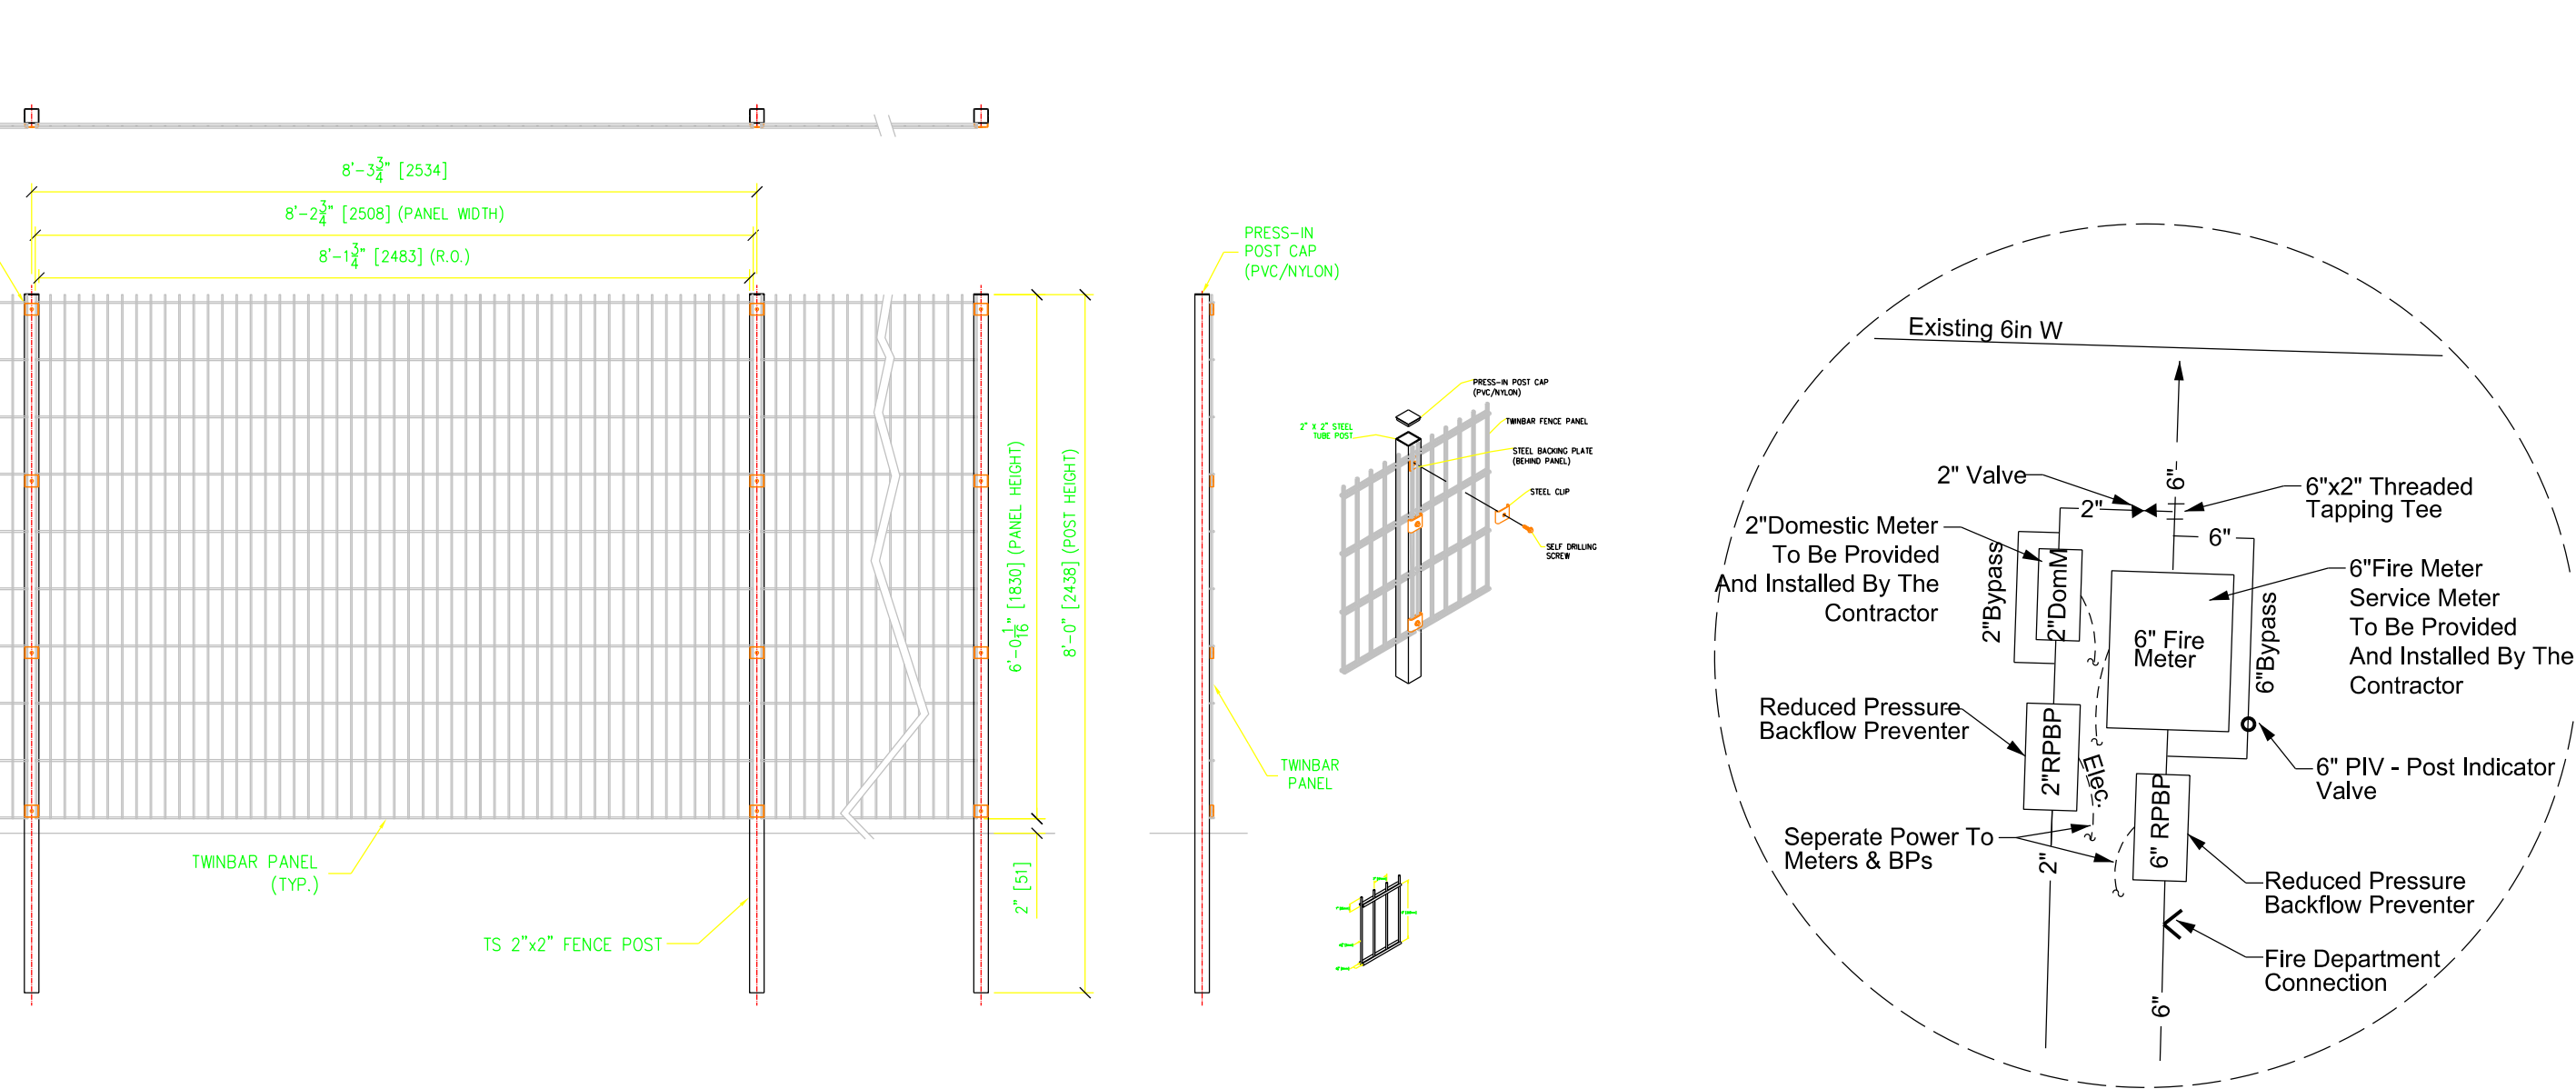 8'-3 3/4" [2534]
8'-2 3/4" [2508] (PANEL WIDTH)
8'-1 3/4" [2483] (R.O.)
6'-0 1/16" [1830] (PANEL HEIGHT)
8'-0" [2438] (POST HEIGHT)
2" [51]
TWINBAR PANEL
(TYP.)
TS 2"x2" FENCE POST
PRESS-IN
POST CAP
(PVC/NYLON)
TWINBAR
PANEL
PRESS-IN POST CAP
(PVC/NYLON)
2" X 2" STEEL
TUBE POST
TWINBAR FENCE PANEL
STEEL BACKING PLATE
(BEHIND PANEL)
STEEL CLIP
SELF DRILLING
SCREW
Existing 6in W
2" Valve
6"
2"
6"x2" Threaded
Tapping Tee
2"Domestic Meter
To Be Provided
And Installed By The
Contractor
2"Bypass
2"DomM
6"
6" Fire
Meter
6"Bypass
6"Fire Meter
Service Meter
To Be Provided
And Installed By The
Contractor
Reduced Pressure
Backflow Preventer
2"RPBP
Elec.
6" RPBP
6" PIV - Post Indicator
Valve
Seperate Power To
Meters & BPs
2"
Reduced Pressure
Backflow Preventer
Fire Department
Connection
6"